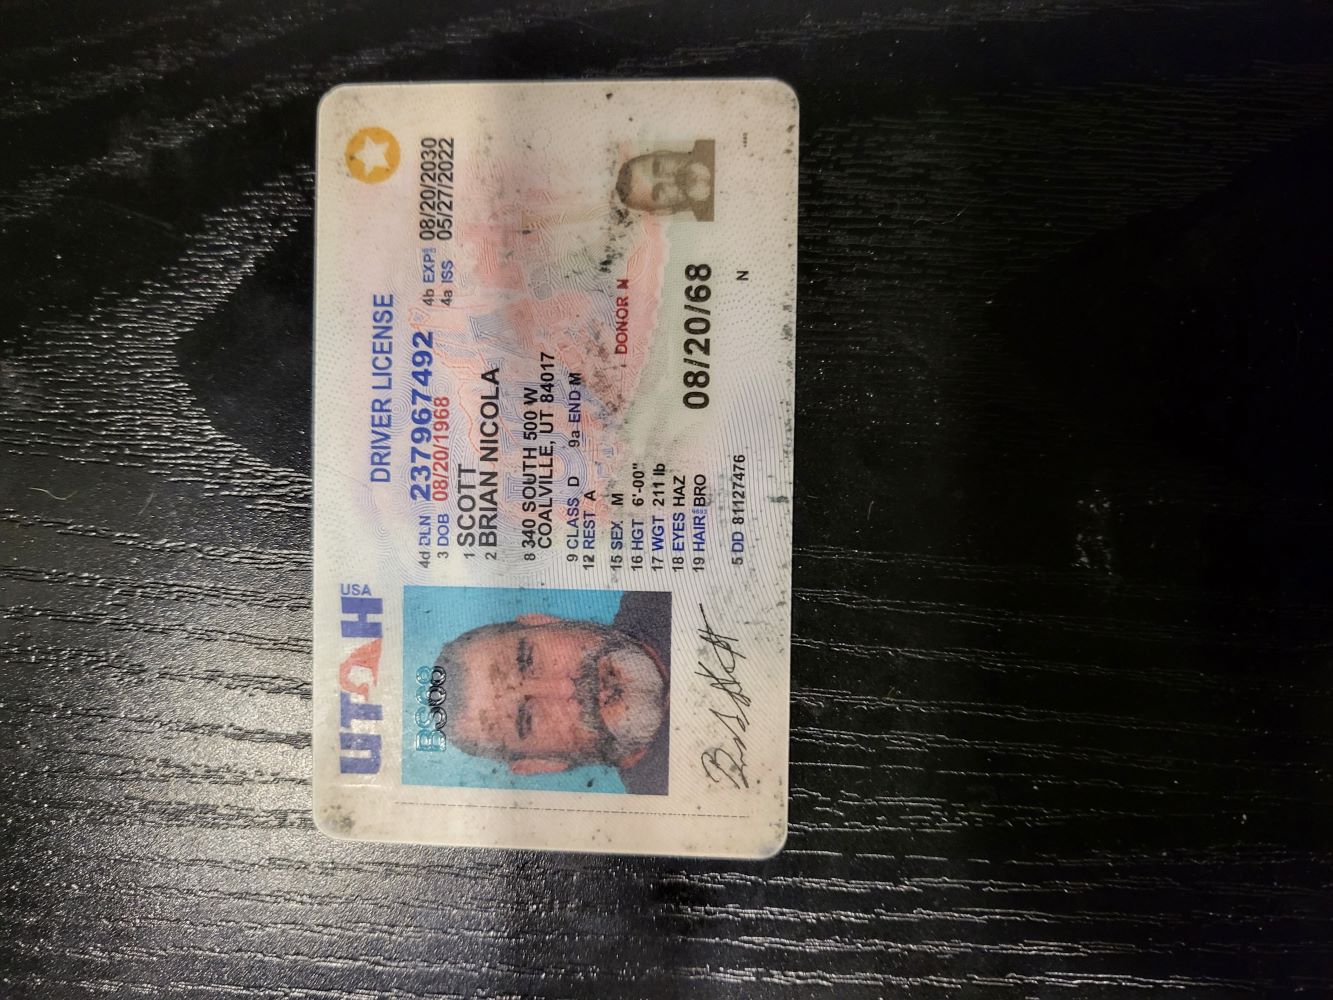 UTAH USA
DRIVER LICENSE
BS68
4d DLN 237967492 4b EXP 08/20/2030
3 DOB 08/20/1968 4a ISS 05/27/2022
1 SCOTT
2 BRIAN NICOLA
8 340 SOUTH 500 W
COALVILLE, UT 84017
9 CLASS D 9a END M
12 REST A
15 SEX M
DONOR N
16 HGT 6'-00"
17 WGT 211 lb
18 EYES HAZ
19 HAIR BRO
08/20/68
5 DD 81127476
N